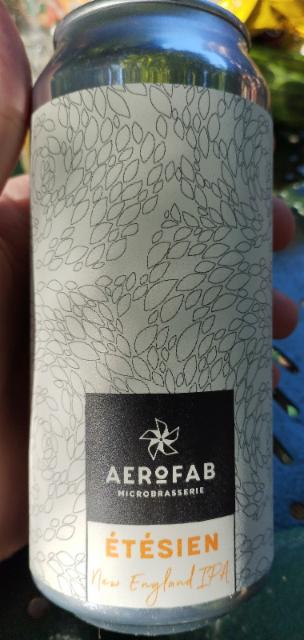 AEROFAB
MICROBRASSERIE
ÉTÉSIEN
New England IPA